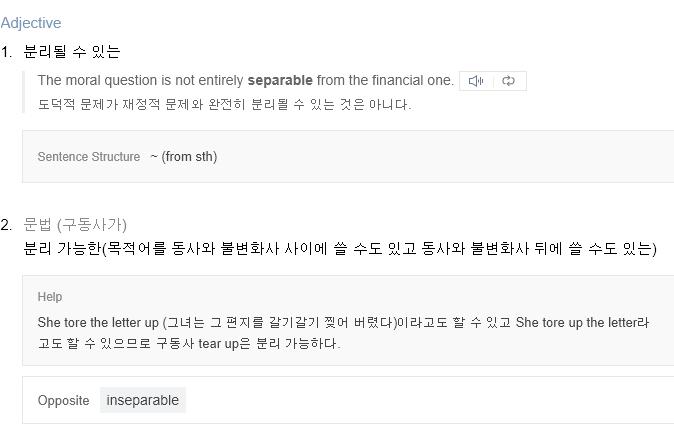 Adjective
1. 분리될 수 있는
The moral question is not entirely separable from the financial one.
도덕적 문제가 재정적 문제와 완전히 분리될 수 있는 것은 아니다.
Sentence Structure ~ (from sth)
2. 문법 (구동사가)
분리 가능한(목적어를 동사와 불변화사 사이에 쓸 수도 있고 동사와 불변화사 뒤에 쓸 수도 있는)
Help
She tore the letter up (그녀는 그 편지를 갈기갈기 찢어 버렸다)이라고도 할 수 있고 She tore up the letter라
고도 할 수 있으므로 구동사 tear up은 분리 가능하다.
Opposite inseparable